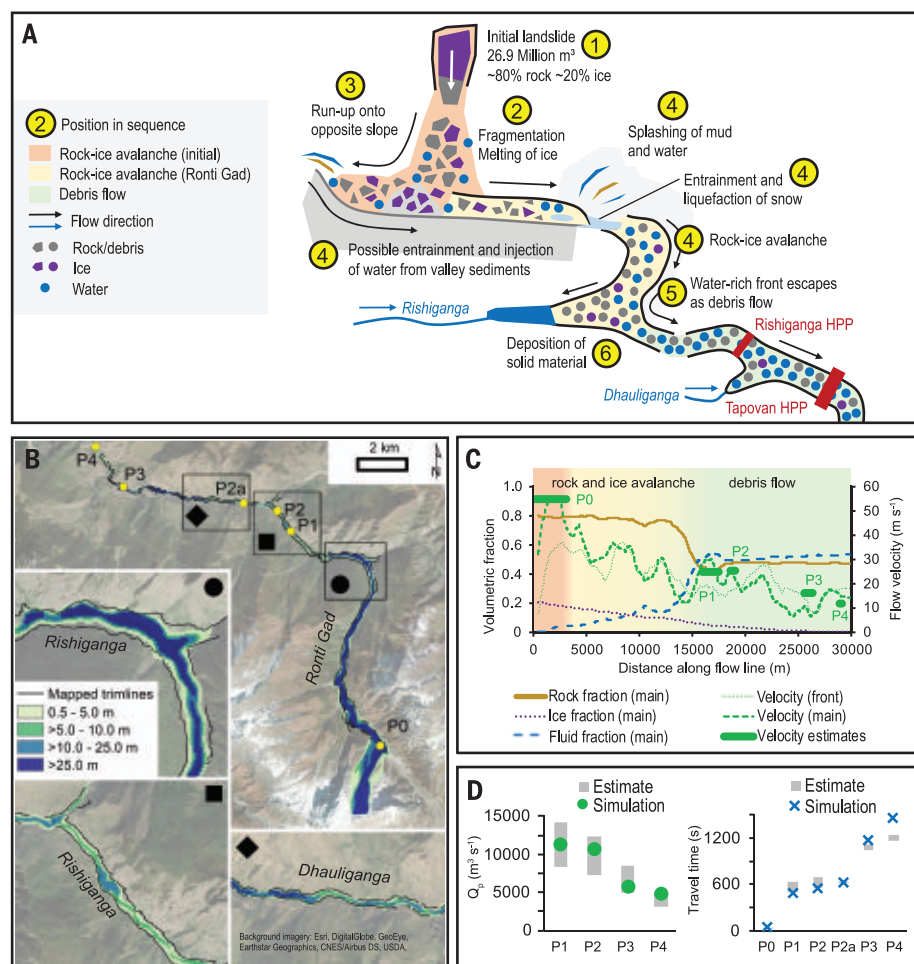 A
Initial landslide
26.9 Million m³
~80% rock ~20% ice
1
3
Run-up onto
opposite slope
2
Fragmentation
Melting of ice
4
Splashing of mud
and water
2 Position in sequence
Rock-ice avalanche (initial)
Rock-ice avalanche (Ronti Gad)
Debris flow
Flow direction
Rock/debris
Ice
Water
Entrainment and
liquefaction of snow
4
4
Possible entrainment and injection
of water from valley sediments
4 Rock-ice avalanche
5 Water-rich front escapes
as debris flow
Rishiganga
Rishiganga HPP
Deposition of
solid material
6
Dhauliganga
Tapovan HPP
B
2 km
N
P4
P3
P2a
P2
P1
Ronti Gad
P0
Rishiganga
Mapped trimlines
0.5 - 5.0 m
>5.0 - 10.0 m
>10.0 - 25.0 m
>25.0 m
Rishiganga
Dhauliganga
Background imagery: Esri, DigitalGlobe, GeoEye,
Earthstar Geographics, CNES/Airbus DS, USDA,
C
rock and ice avalanche
debris flow
Volumetric fraction
1.0
0.8
0.6
0.4
0.2
0
P0
P1
P2
P3
P4
60
50
40
30
20
10
0
Flow velocity (m s⁻¹)
0 5000 10000 15000 20000 25000 30000
Distance along flow line (m)
Rock fraction (main)
Ice fraction (main)
Fluid fraction (main)
Velocity (front)
Velocity (main)
Velocity estimates
D
Estimate
Simulation
Qₚ (m³ s⁻¹)
15000
10000
5000
0
P1 P2 P3 P4
Estimate
Simulation
Travel time (s)
1200
600
0
P0 P1 P2 P2a P3 P4